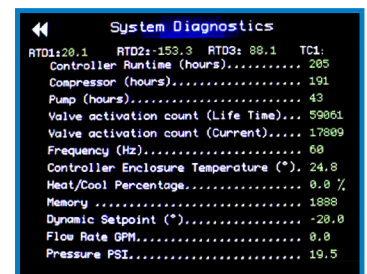 System Diagnostics
RTD1:20.1 RTD2:-153.3 RTD3: 88.1 TC1:
Controller Runtime (hours)........... 205
Compressor (hours).................. 191
Pump (hours)........................ 43
Valve activation count (Life Time)... 59061
Valve activation count (Current)..... 17809
Frequency (Hz)...................... 60
Controller Enclosure Temperature (°). 24.8
Heat/Cool Percentage................ 0.0 %
Memory ............................. 1888
Dynamic Setpoint (°)................ -20.0
Flow Rate GPM....................... 0.0
Pressure PSI........................ 19.5